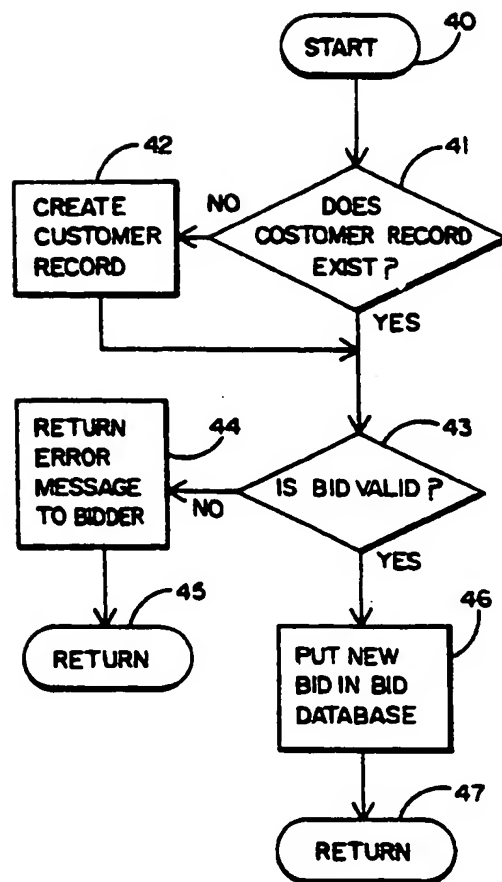 START
40
42
41
CREATE
CUSTOMER
RECORD
NO
DOES
COSTOMER RECORD
EXIST?
YES
RETURN
ERROR
MESSAGE
TO BIDDER
44
43
IS BID VALID?
NO
YES
45
RETURN
46
PUT NEW
BID IN BID
DATABASE
47
RETURN